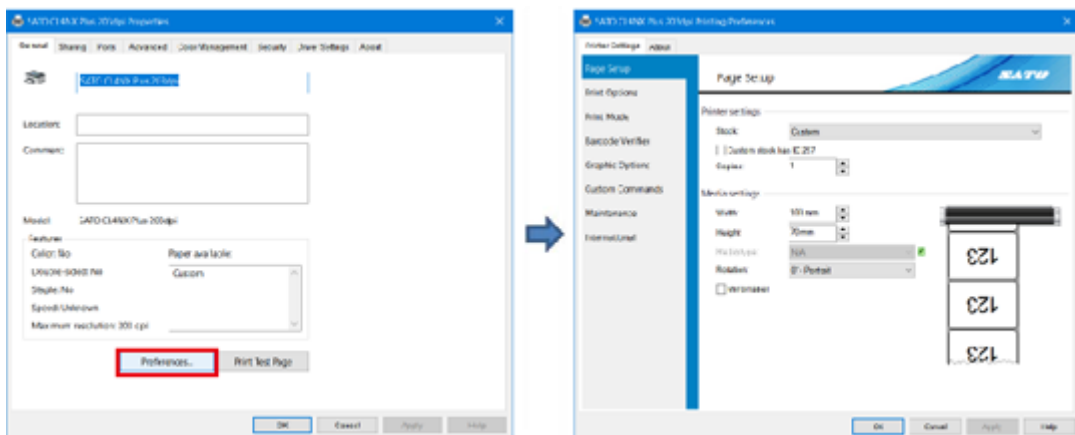 SATO CL4NX Plus 203dpi Properties
General Sharing Ports Advanced Color Management Security Driver Settings About
SATO CL4NX Plus 203dpi
Location:
Comment:
Model: SATO CL4NX Plus 203dpi
Features
Color: No
Paper available:
Double-sided: No
Custom
Staple: No
Speed: Unknown
Maximum resolution: 203 dpi
Preferences...
Print Test Page
OK Cancel Apply Help
SATO CL4NX Plus 203dpi Printing Preferences
Printer Settings About
Page Setup
Print Options
Print Mode
Barcode Verifier
Graphic Options
Custom Commands
Maintenance
International
Page Setup
SATO
Printer settings
Stock: Custom
Custom stock has
Copies: 1
Media settings
Width: 100 mm
Height: 70mm
N/A
Rotation: 0° - Portrait
123
123
123
OK Cancel Apply Help